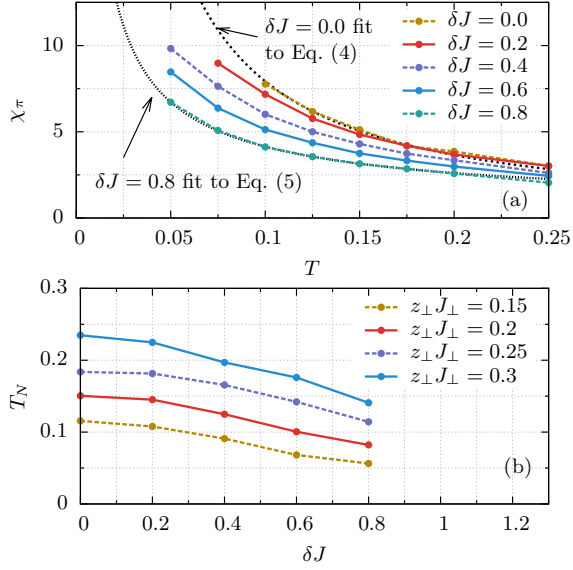 10
5
0
χπ
0.05
0.1
0.15
0.2
0.25
T
δJ = 0.0 fit
to Eq. (4)
δJ = 0.8 fit to Eq. (5)
δJ = 0.0
δJ = 0.2
δJ = 0.4
δJ = 0.6
δJ = 0.8
(a)
0.3
0.2
0.1
0
T_N
0
0.2
0.4
0.6
0.8
1
1.2
δJ
z⊥J⊥ = 0.15
z⊥J⊥ = 0.2
z⊥J⊥ = 0.25
z⊥J⊥ = 0.3
(b)